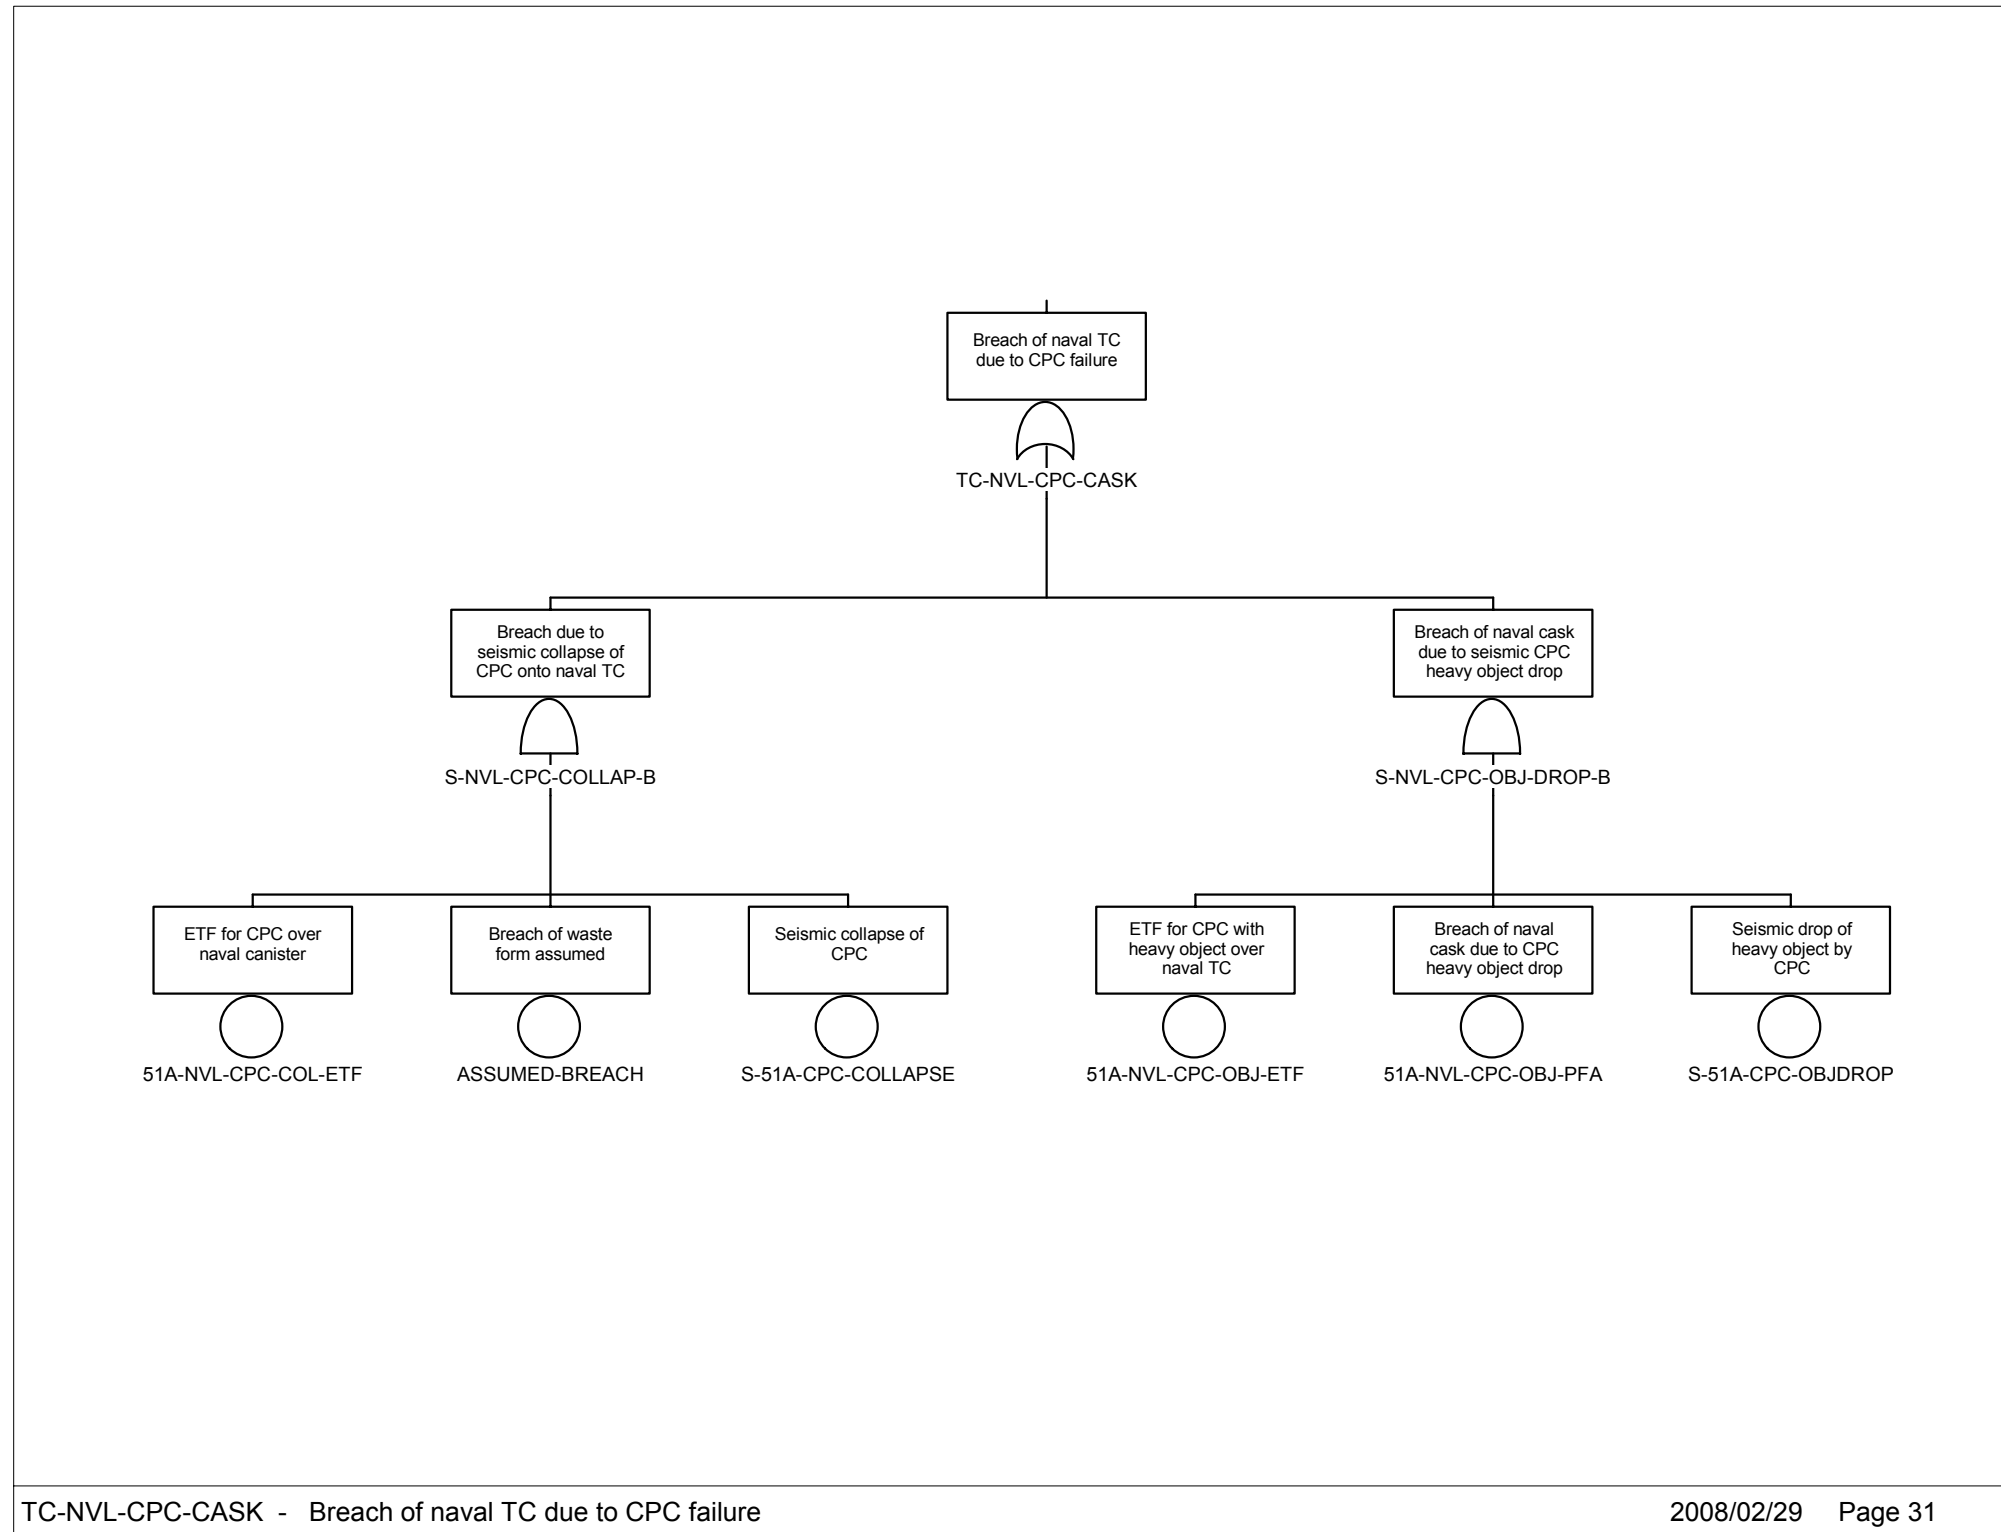 Breach of naval TC
due to CPC failure
TC-NVL-CPC-CASK
Breach due to
seismic collapse of
CPC onto naval TC
S-NVL-CPC-COLLAP-B
Breach of naval cask
due to seismic CPC
heavy object drop
S-NVL-CPC-OBJ-DROP-B
ETF for CPC over
naval canister
51A-NVL-CPC-COL-ETF
Breach of waste
form assumed
ASSUMED-BREACH
Seismic collapse of
CPC
S-51A-CPC-COLLAPSE
ETF for CPC with
heavy object over
naval TC
51A-NVL-CPC-OBJ-ETF
Breach of naval
cask due to CPC
heavy object drop
51A-NVL-CPC-OBJ-PFA
Seismic drop of
heavy object by
CPC
S-51A-CPC-OBJDROP
TC-NVL-CPC-CASK - Breach of naval TC due to CPC failure
2008/02/29 Page 31